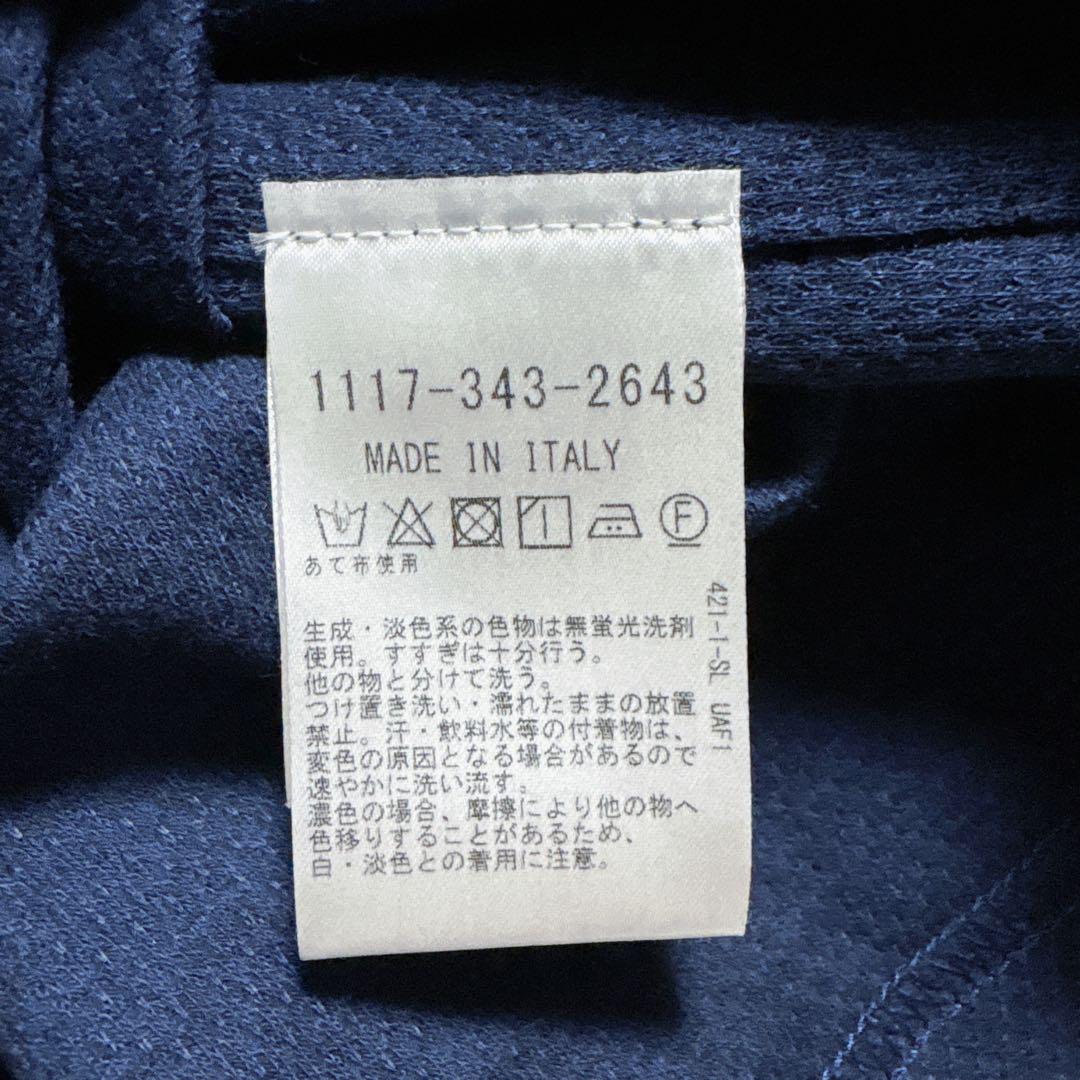 1117-343-2643
MADE IN ITALY
F
あて布使用
生成・淡色系の色物は無蛍光洗剤
使用。すすぎは十分行う。
他の物と分けて洗う。
つけ置き洗い・濡れたままの放置
禁止。汗・飲料水等の付着物は、
変色の原因となる場合があるので
速やかに洗い流す。
濃色の場合、摩擦により他の物へ
色移りすることがあるため、
白・淡色との着用に注意。
421-1-SL UAF1